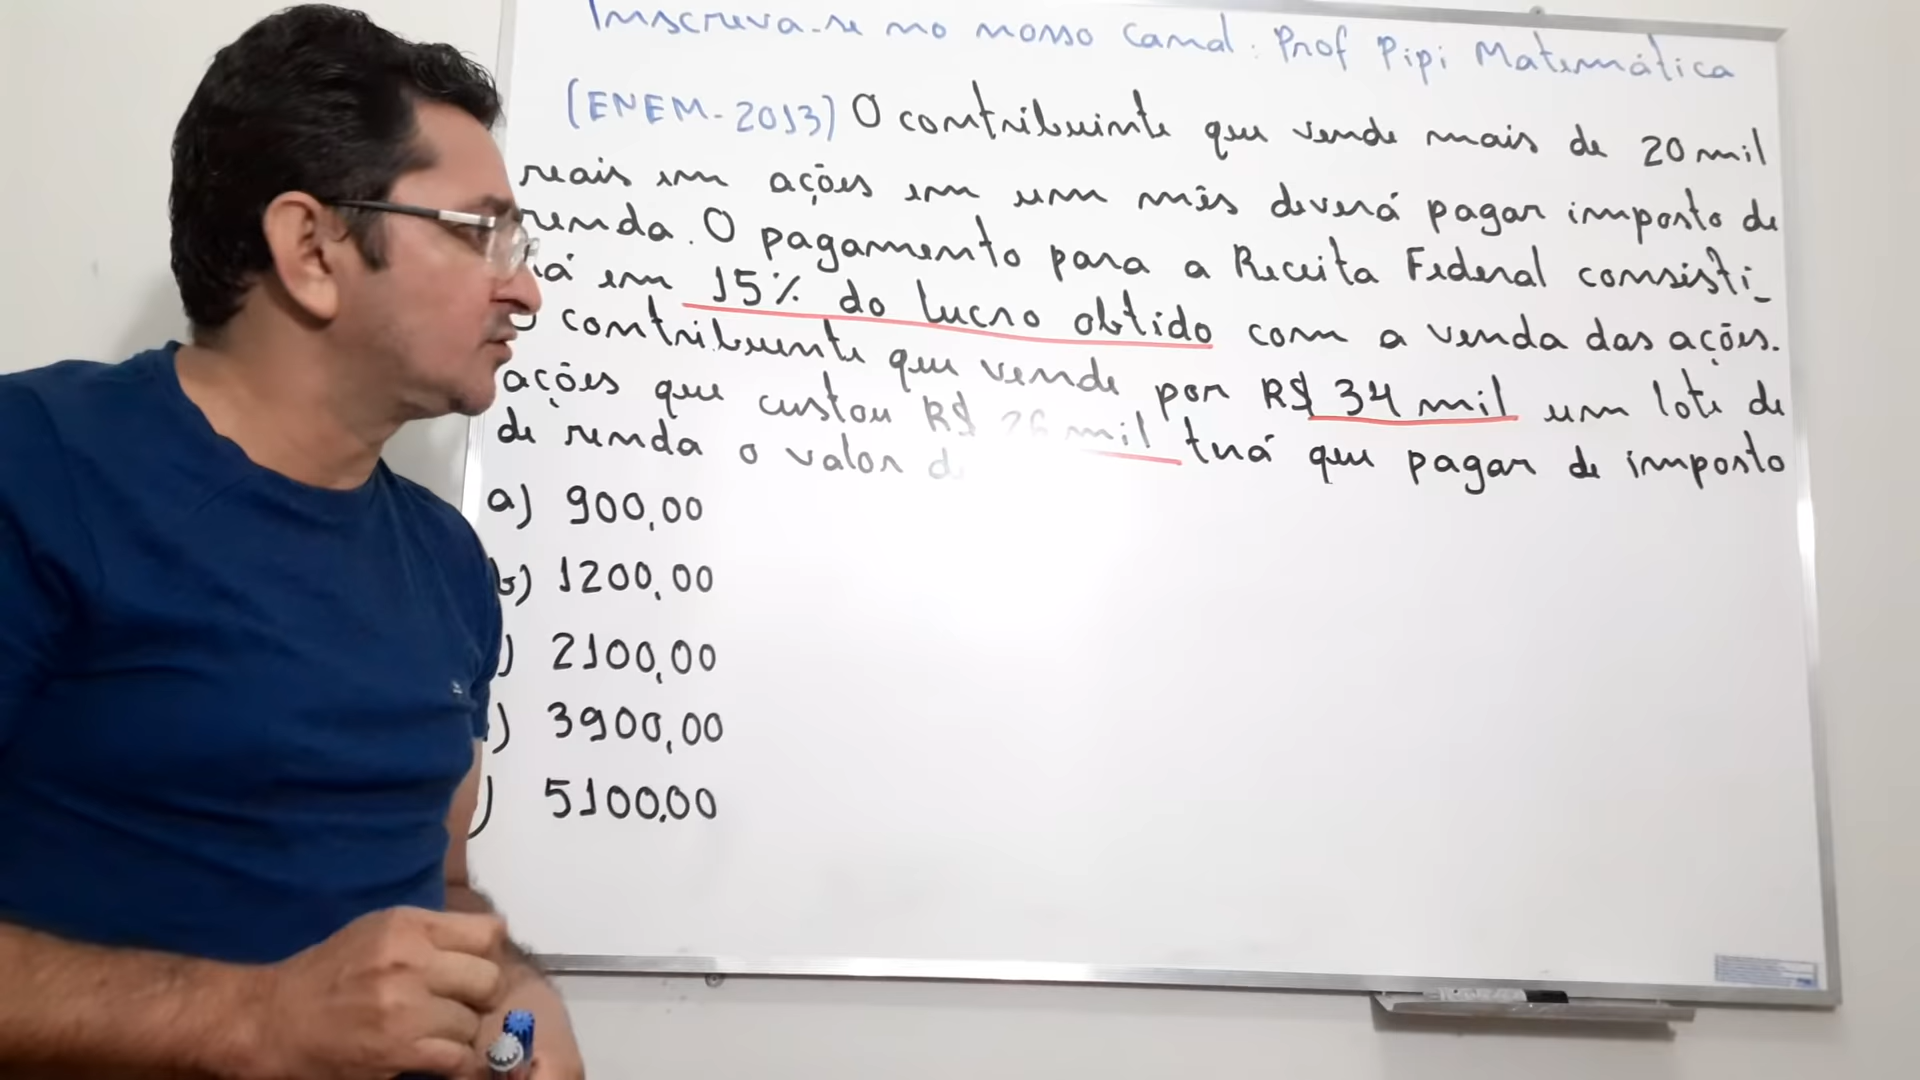 Inscreva-se no nosso canal: Prof Pipi Matemática
(ENEM-2013) O contribuinte que vende mais de 20 mil
reais em ações em um mês deverá pagar imposto de
renda. O pagamento para a Receita Federal consisti-
rá em 15% do lucro obtido com a venda das ações.
O contribuinte que vende por R$ 34 mil um lote de
ações que custou R$ 26 mil terá que pagar de imposto
de renda o valor d
a) 900,00
b) 1200,00
) 2100,00
) 3900,00
) 5100,00